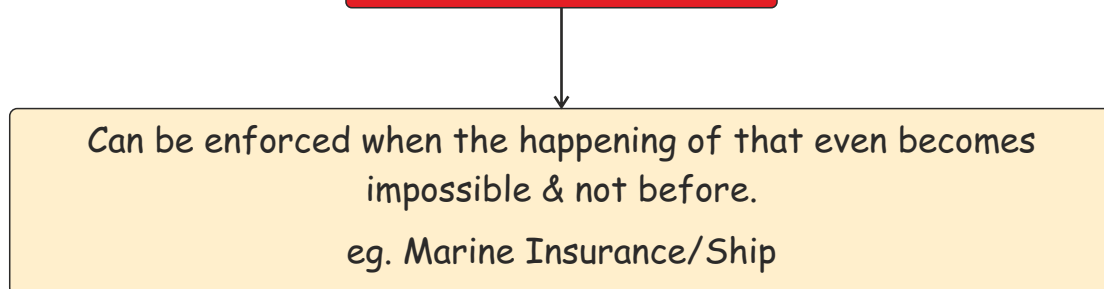 Can be enforced when the happening of that even becomes
impossible & not before.
eg. Marine Insurance/Ship